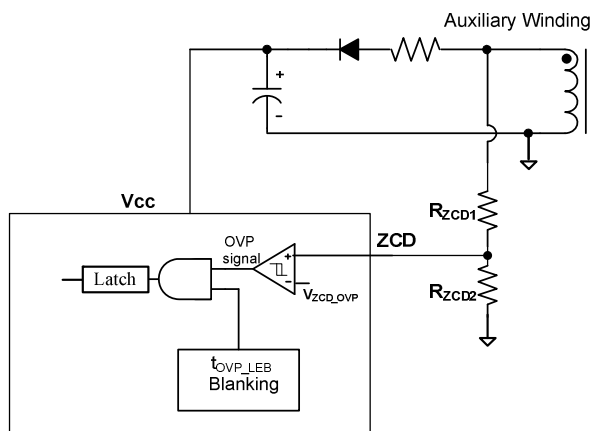 Auxiliary Winding
+
-
Vcc
RZCD1
OVP
signal
ZCD
+
-
Latch
VZCD_OVP
RZCD2
tOVP_LEB
Blanking